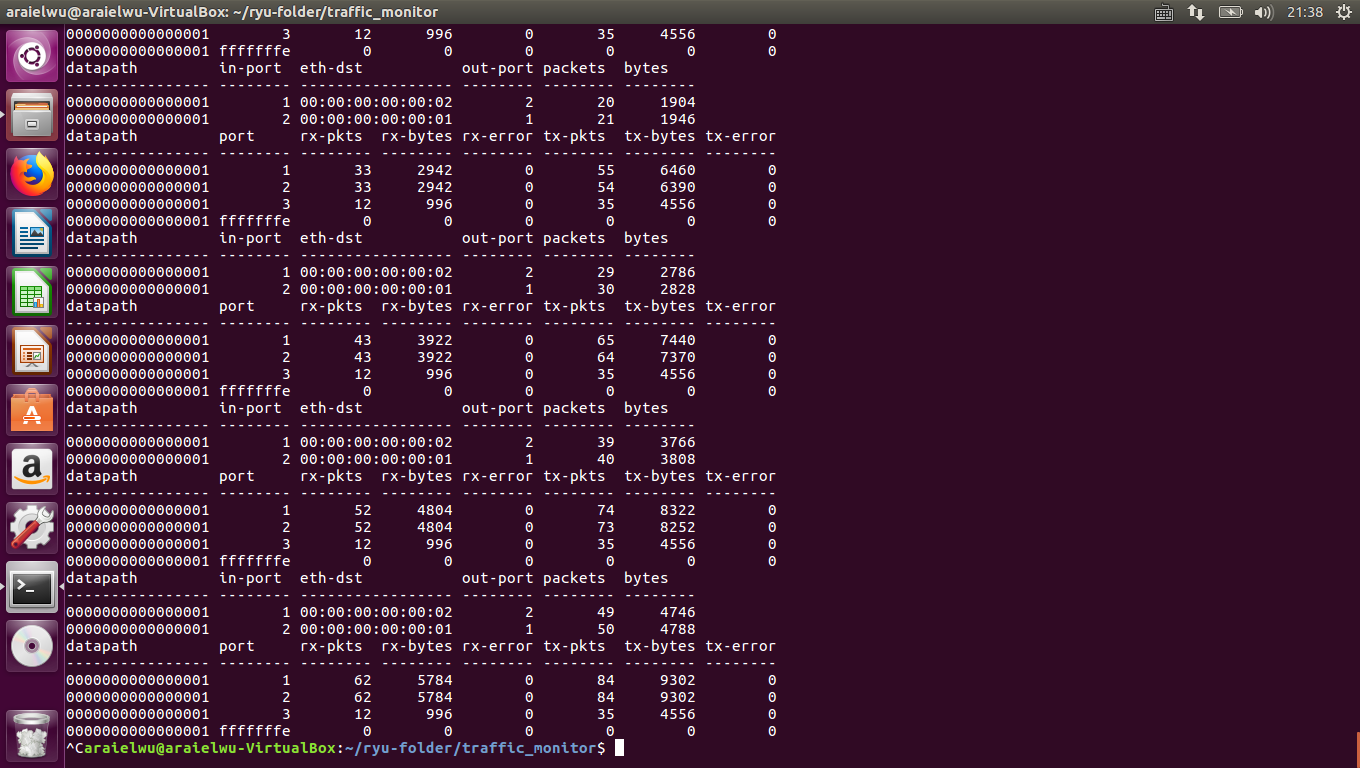 araielwu@araielwu-VirtualBox: ~/ryu-folder/traffic_monitor 21:38
0000000000000001        3       12      996        0       35     4556        0
0000000000000001 fffffffe        0        0        0        0        0        0
datapath         in-port  eth-dst           out-port packets  bytes
---------------- -------- ----------------- -------- -------- --------
0000000000000001        1 00:00:00:00:00:02        2       20     1904
0000000000000001        2 00:00:00:00:00:01        1       21     1946
datapath         port     rx-pkts  rx-bytes rx-error tx-pkts  tx-bytes tx-error
---------------- -------- -------- -------- -------- -------- -------- --------
0000000000000001        1       33     2942        0       55     6460        0
0000000000000001        2       33     2942        0       54     6390        0
0000000000000001        3       12      996        0       35     4556        0
0000000000000001 fffffffe        0        0        0        0        0        0
datapath         in-port  eth-dst           out-port packets  bytes
---------------- -------- ----------------- -------- -------- --------
0000000000000001        1 00:00:00:00:00:02        2       29     2786
0000000000000001        2 00:00:00:00:00:01        1       30     2828
datapath         port     rx-pkts  rx-bytes rx-error tx-pkts  tx-bytes tx-error
---------------- -------- -------- -------- -------- -------- -------- --------
0000000000000001        1       43     3922        0       65     7440        0
0000000000000001        2       43     3922        0       64     7370        0
0000000000000001        3       12      996        0       35     4556        0
0000000000000001 fffffffe        0        0        0        0        0        0
datapath         in-port  eth-dst           out-port packets  bytes
---------------- -------- ----------------- -------- -------- --------
0000000000000001        1 00:00:00:00:00:02        2       39     3766
0000000000000001        2 00:00:00:00:00:01        1       40     3808
datapath         port     rx-pkts  rx-bytes rx-error tx-pkts  tx-bytes tx-error
---------------- -------- -------- -------- -------- -------- -------- --------
0000000000000001        1       52     4804        0       74     8322        0
0000000000000001        2       52     4804        0       73     8252        0
0000000000000001        3       12      996        0       35     4556        0
0000000000000001 fffffffe        0        0        0        0        0        0
datapath         in-port  eth-dst           out-port packets  bytes
---------------- -------- ----------------- -------- -------- --------
0000000000000001        1 00:00:00:00:00:02        2       49     4746
0000000000000001        2 00:00:00:00:00:01        1       50     4788
datapath         port     rx-pkts  rx-bytes rx-error tx-pkts  tx-bytes tx-error
---------------- -------- -------- -------- -------- -------- -------- --------
0000000000000001        1       62     5784        0       84     9302        0
0000000000000001        2       62     5784        0       84     9302        0
0000000000000001        3       12      996        0       35     4556        0
0000000000000001 fffffffe        0        0        0        0        0        0
^Caraielwu@araielwu-VirtualBox:~/ryu-folder/traffic_monitor$